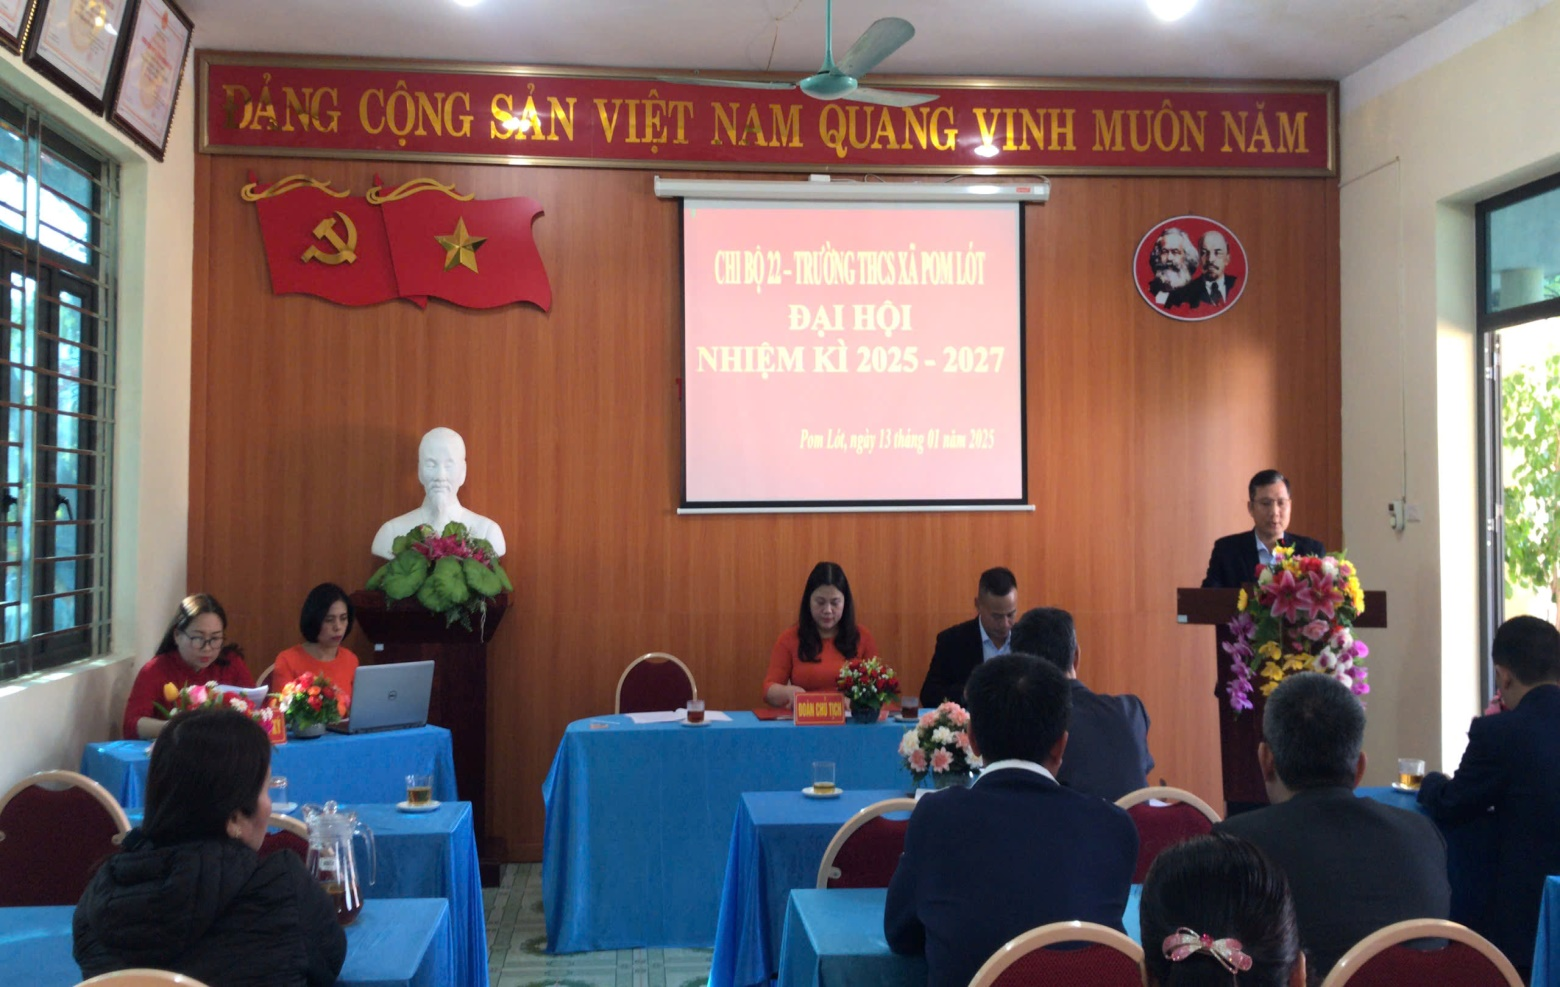 ĐẢNG CỘNG SẢN VIỆT NAM QUANG VINH MUÔN NĂM
CHI BỘ 22 – TRƯỜNG THCS XÃ POM LÓT
ĐẠI HỘI
NHIỆM KÌ 2025 - 2027
Pom Lót, ngày 13 tháng 01 năm 2025
ĐOÀN CHỦ TỊCH
DELL